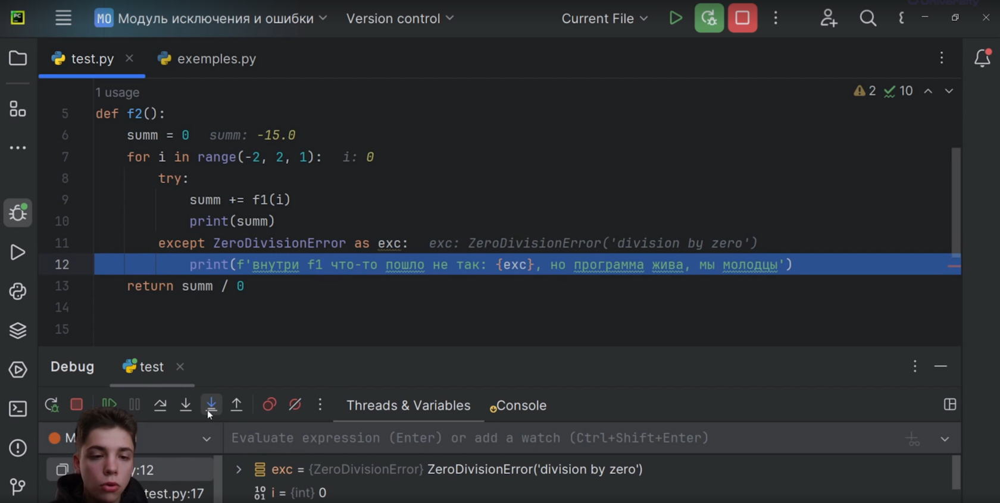 PC
MO Модуль исключения и ошибки Version control Current File
test.py exemples.py
1 usage
2 10
5 def f2():
6 summ = 0 summ: -15.0
7 for i in range(-2, 2, 1): i: 0
8 try:
9 summ += f1(i)
10 print(summ)
11 except ZeroDivisionError as exc: exc: ZeroDivisionError('division by zero')
12 print(f'внутри f1 что-то пошло не так: {exc}, но программа жива, мы молодцы')
13 return summ / 0
14
15
Debug test
Threads & Variables Console
Evaluate expression (Enter) or add a watch (Ctrl+Shift+Enter)
:12
exc = {ZeroDivisionError} ZeroDivisionError('division by zero')
test.py:17
10 01 i = {int} 0